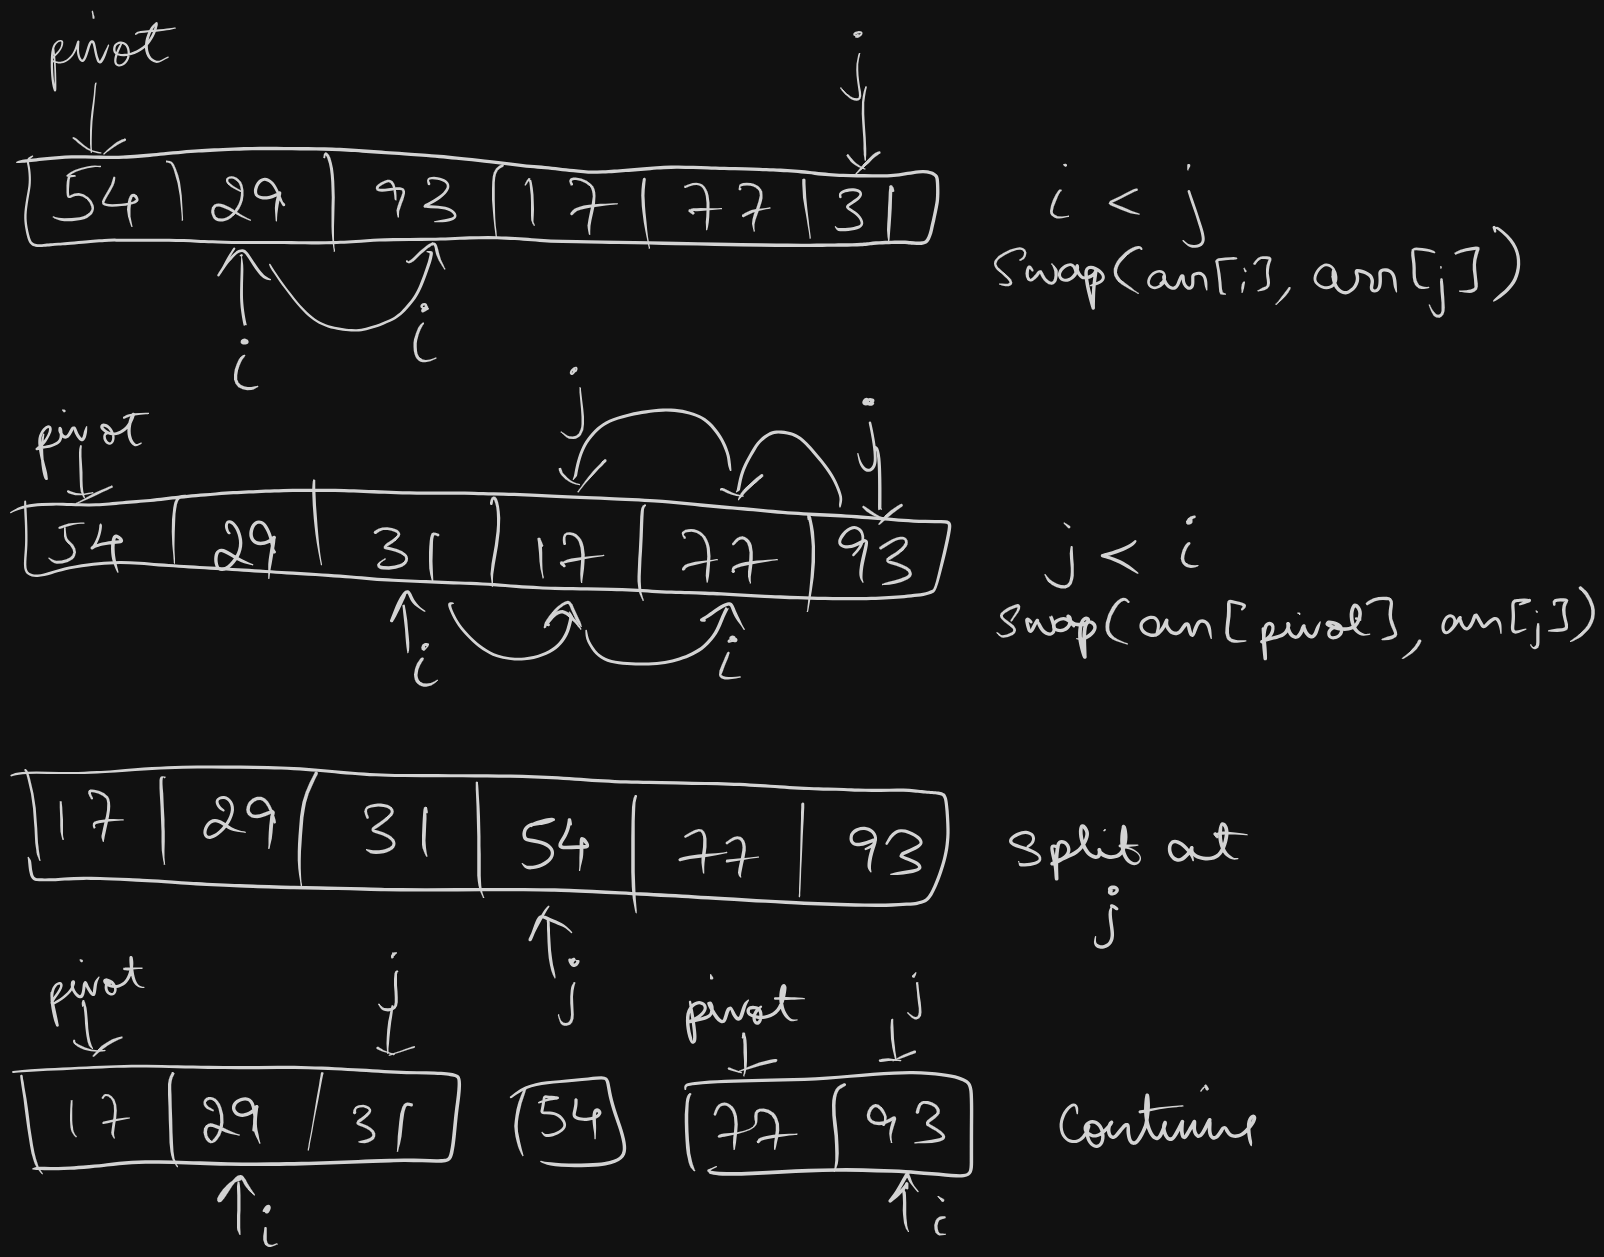 pivot
j
54 29 93 17 77 31
i < j
swap(arr[i], arr[j])
i
i
j
j
pivot
54 29 31 17 77 93
j < i
swap(arr[pivot], arr[j])
i
i
17 29 31 54 77 93
split at
j
j
pivot
j
pivot
j
17 29 31
54
77 93
Continue
i
i